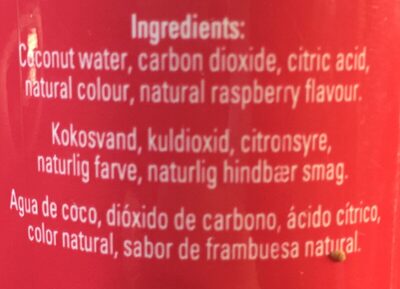 Ingredients:
Coconut water, carbon dioxide, citric acid,
natural colour, natural raspberry flavour.
Kokosvand, kuldioxid, citronsyre,
naturlig farve, naturlig hindbær smag.
Agua de coco, dióxido de carbono, ácido cítrico,
color natural, sabor de frambuesa natural.